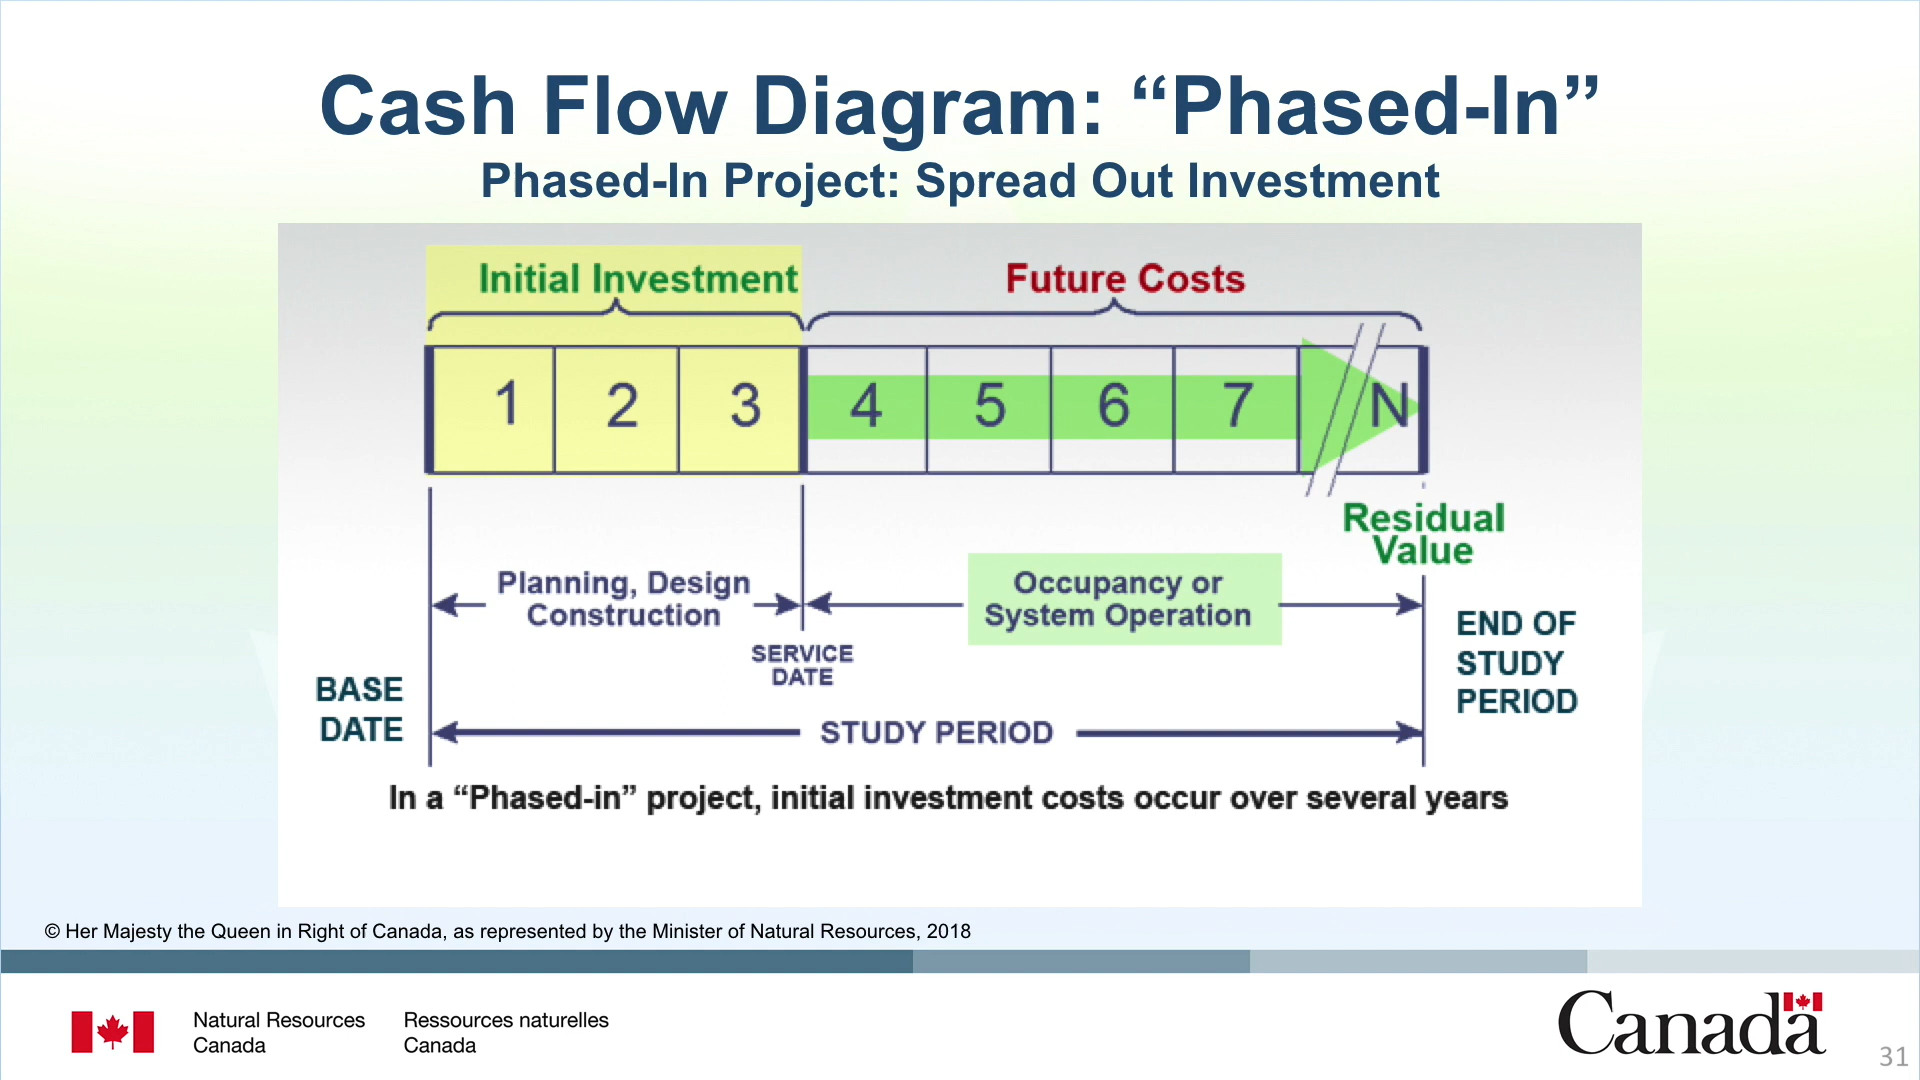 Cash Flow Diagram: “Phased-In”
Phased-In Project: Spread Out Investment
Initial Investment
Future Costs
1 2 3 4 5 6 7 N
Residual
Value
Planning, Design
Construction
Occupancy or
System Operation
SERVICE
DATE
BASE
DATE
END OF
STUDY
PERIOD
STUDY PERIOD
In a “Phased-in” project, initial investment costs occur over several years
© Her Majesty the Queen in Right of Canada, as represented by the Minister of Natural Resources, 2018
Natural Resources
Canada
Ressources naturelles
Canada
Canada
31